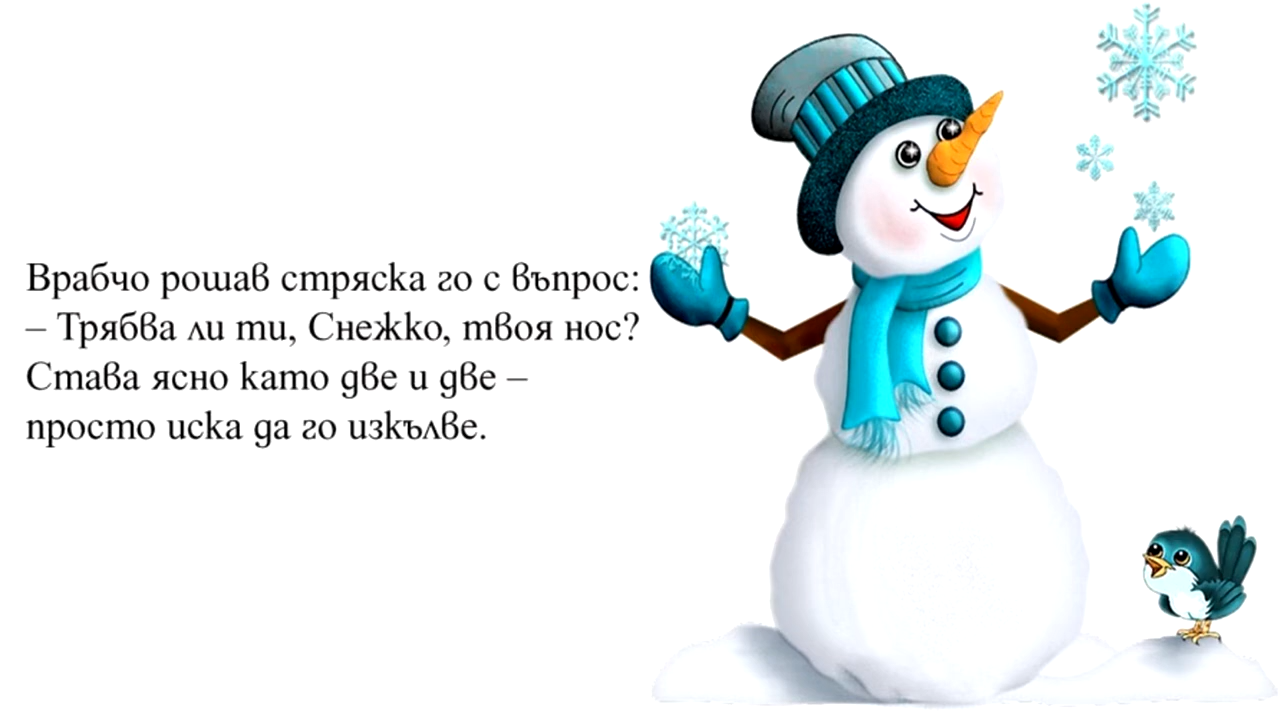 Врабчо рошав стряска го с въпрос:
– Трябва ли ти, Снежко, твоя нос?
Става ясно като две и две –
просто иска да го изкълве.